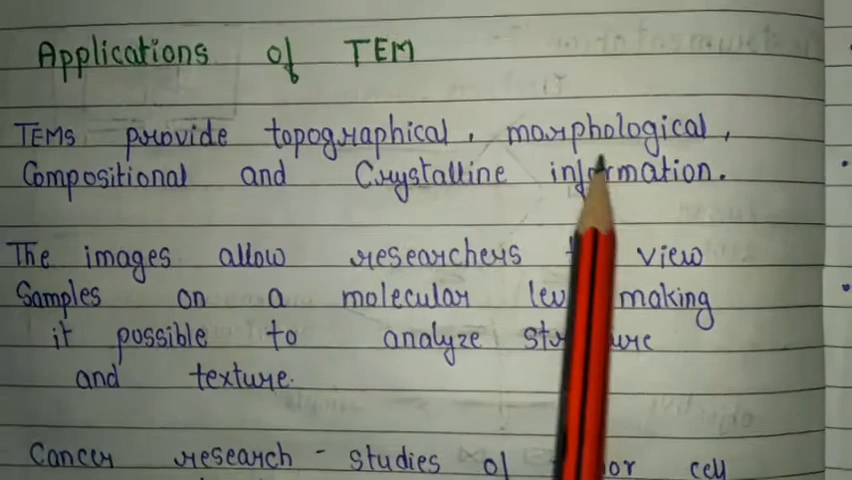 Applications of TEM
TEMs provide topographical, morphological,
Compositional and Crystalline information.
The images allow researchers view
Samples on a molecular making
it possible to analyze
and texture.
Cancer research - studies of cell